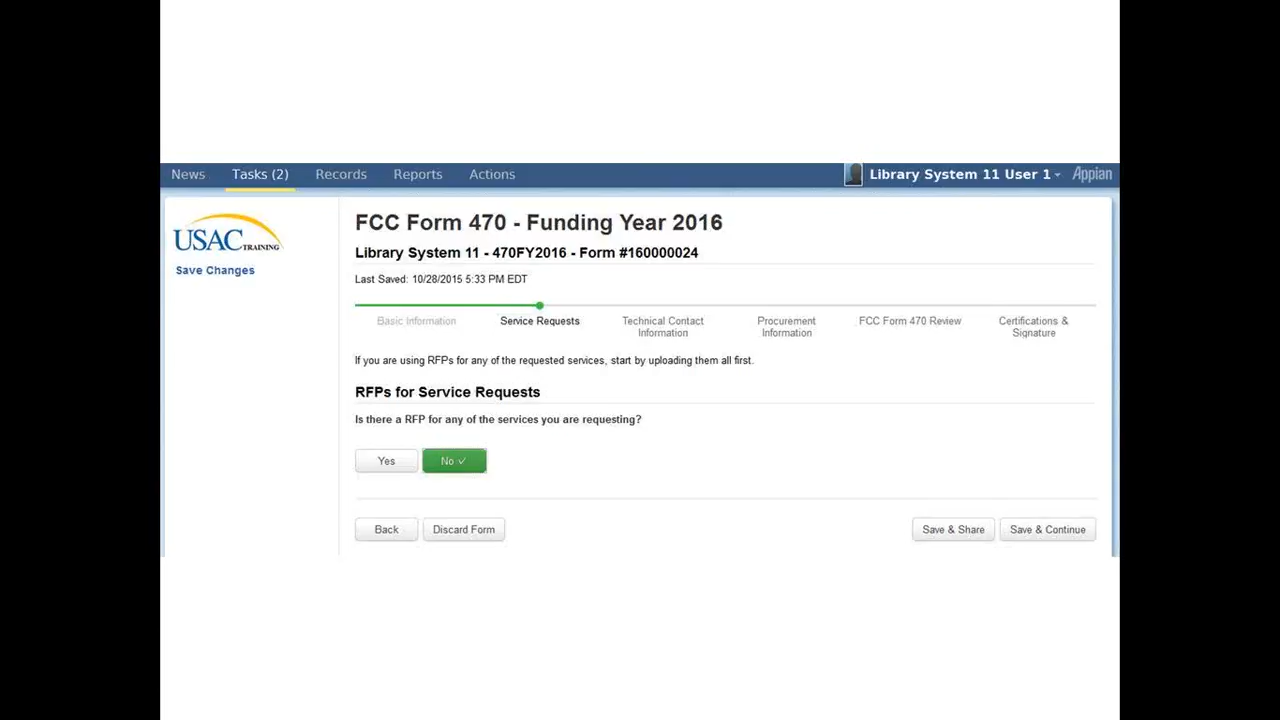 News Tasks (2) Records Reports Actions Library System 11 User 1 Appian
USAC TRAINING
Save Changes
FCC Form 470 - Funding Year 2016
Library System 11 - 470FY2016 - Form #160000024
Last Saved: 10/28/2015 5:33 PM EDT
Basic Information Service Requests Technical Contact Information Procurement Information FCC Form 470 Review Certifications & Signature
If you are using RFPs for any of the requested services, start by uploading them all first.
RFPs for Service Requests
Is there a RFP for any of the services you are requesting?
Yes No ✓
Back Discard Form Save & Share Save & Continue